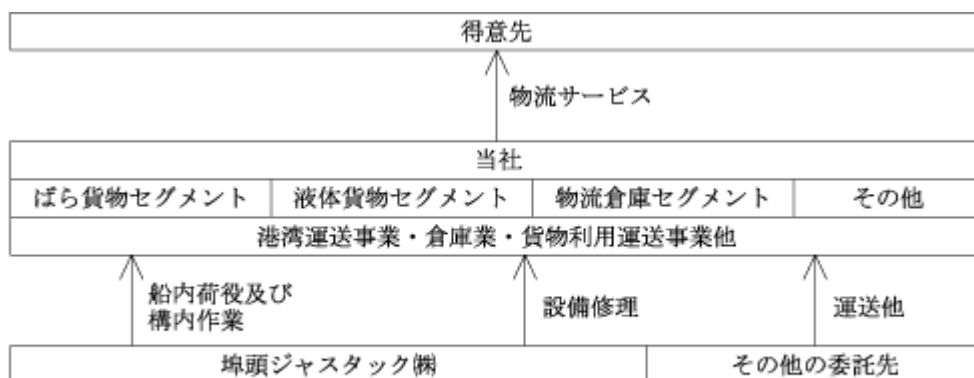 得意先
物流サービス
当社
ばら貨物セグメント
液体貨物セグメント
物流倉庫セグメント
その他
港湾運送事業・倉庫業・貨物利用運送事業他
船内荷役及び
構内作業
設備修理
運送他
埠頭ジャスタック㈱
その他の委託先